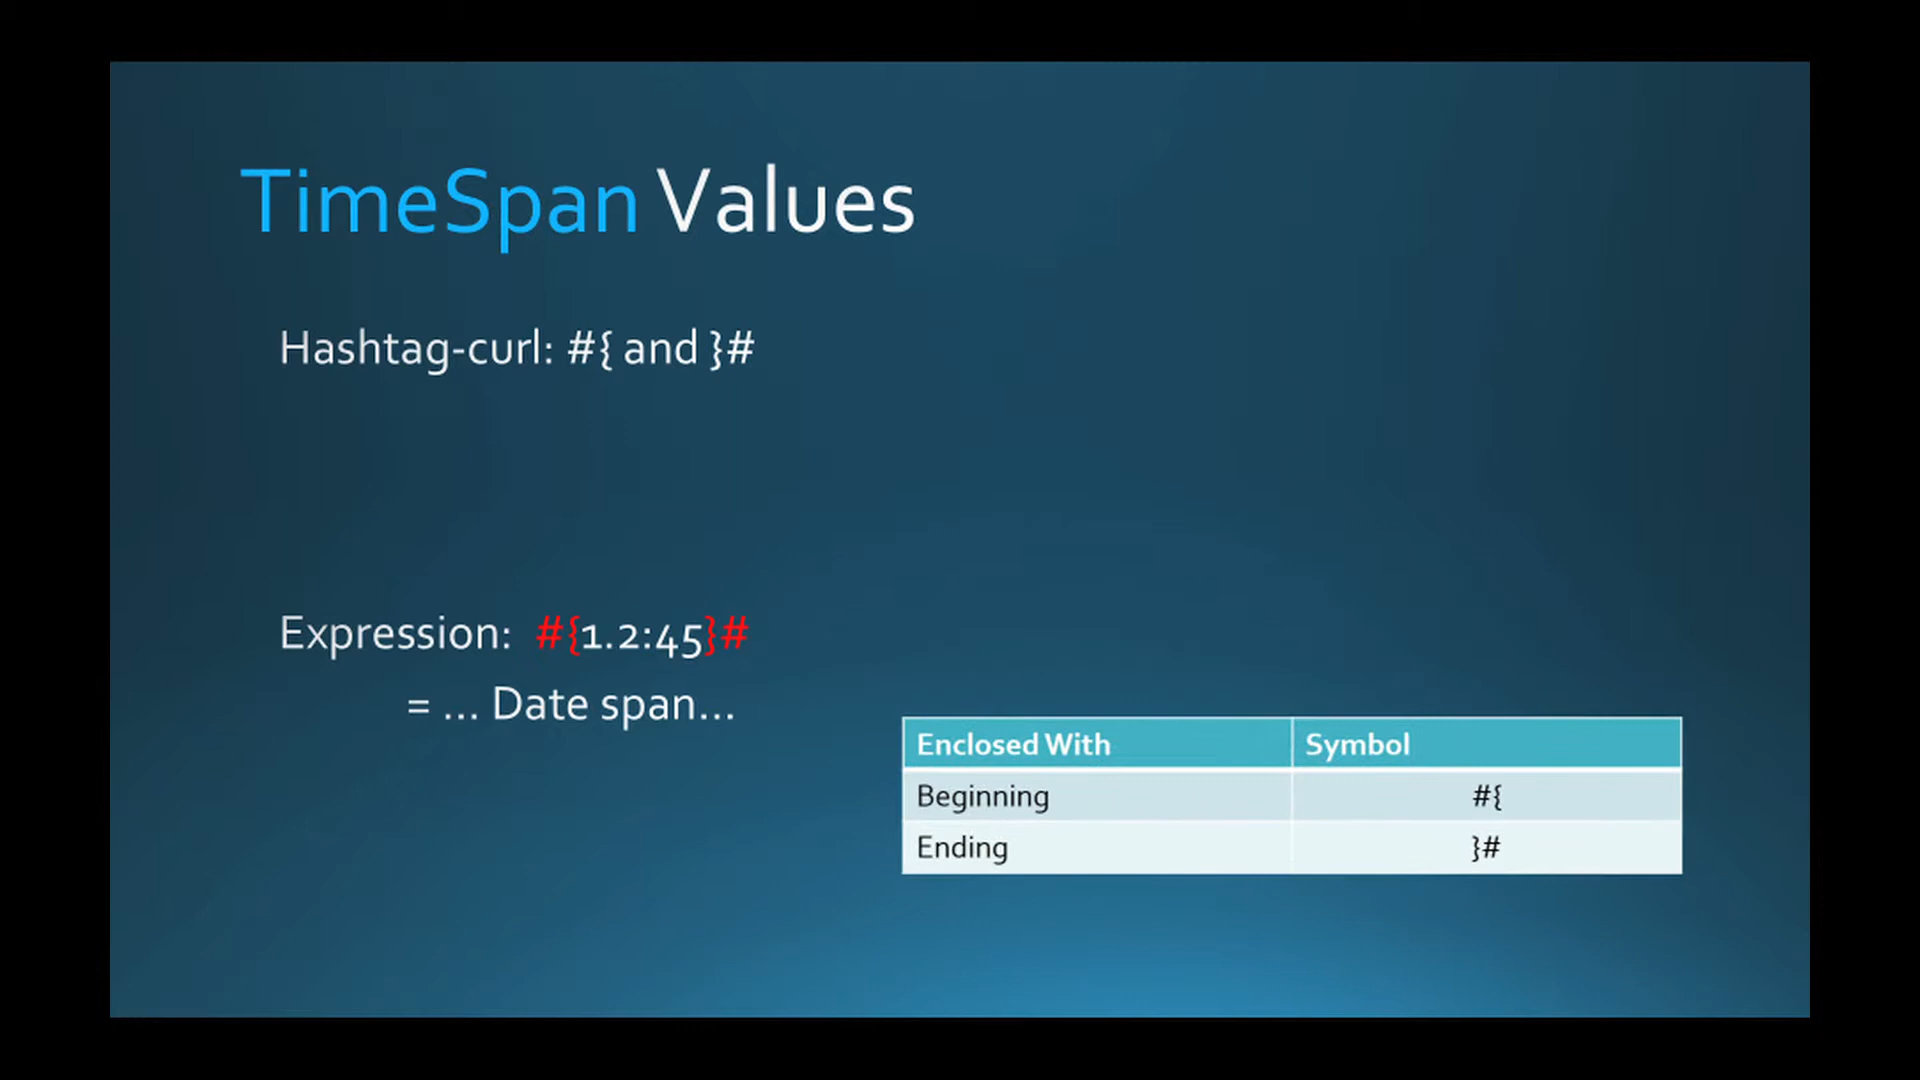 TimeSpan Values
Hashtag-curl: #{ and }#
Expression: #{1.2:45}#
= ... Date span...
Enclosed With Symbol
Beginning #{
Ending }#